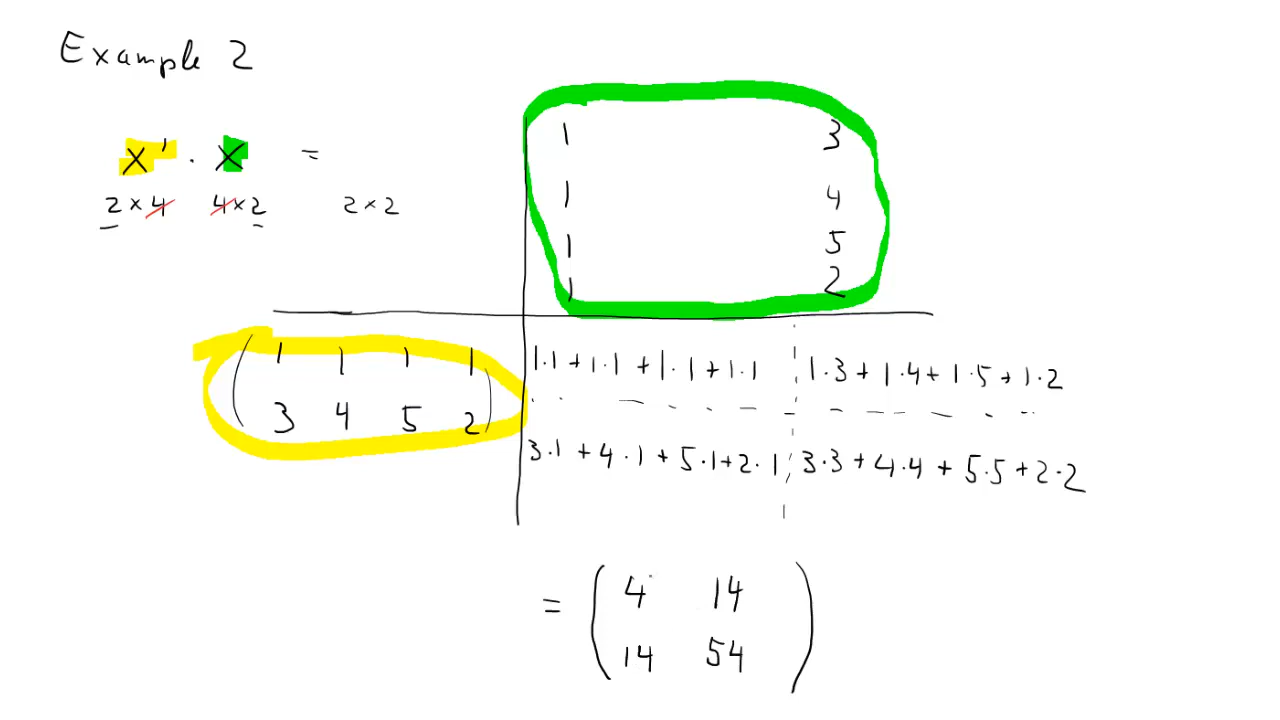 Example 2
x' · x =
2 × 4 4 × 2 2 × 2
1 3
1 4
1 5
1 2
( 1 1 1 1
3 4 5 2 )
1·1 + 1·1 + 1·1 + 1·1 1·3 + 1·4 + 1·5 + 1·2
3·1 + 4·1 + 5·1 + 2·1 3·3 + 4·4 + 5·5 + 2·2
= ( 4 14
14 54 )